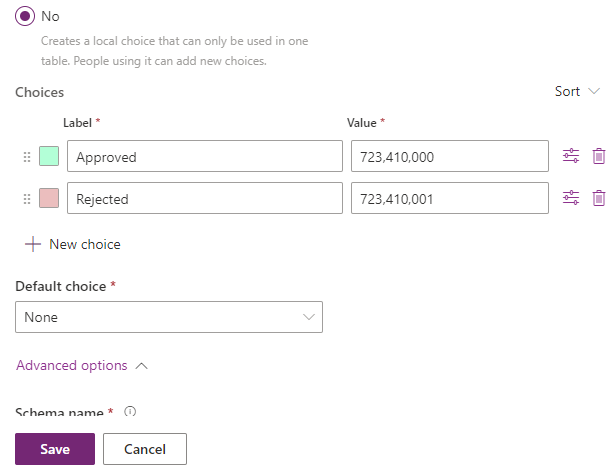 No
Creates a local choice that can only be used in one
table. People using it can add new choices.
Choices
Sort
Label *
Value *
Approved
723,410,000
Rejected
723,410,001
New choice
Default choice *
None
Advanced options
Schema name *
Save
Cancel